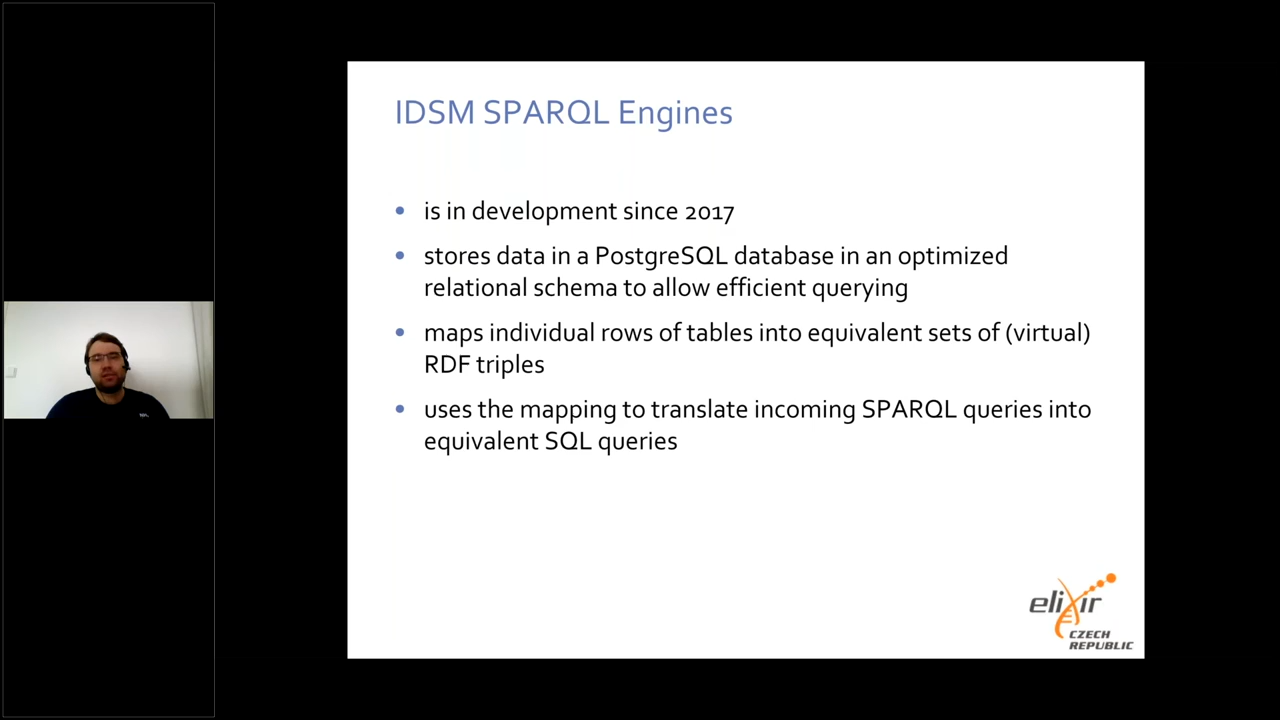 IDSM SPARQL Engines
• is in development since 2017
• stores data in a PostgreSQL database in an optimized
relational schema to allow efficient querying
• maps individual rows of tables into equivalent sets of (virtual)
RDF triples
• uses the mapping to translate incoming SPARQL queries into
equivalent SQL queries
elixir
CZECH
REPUBLIC